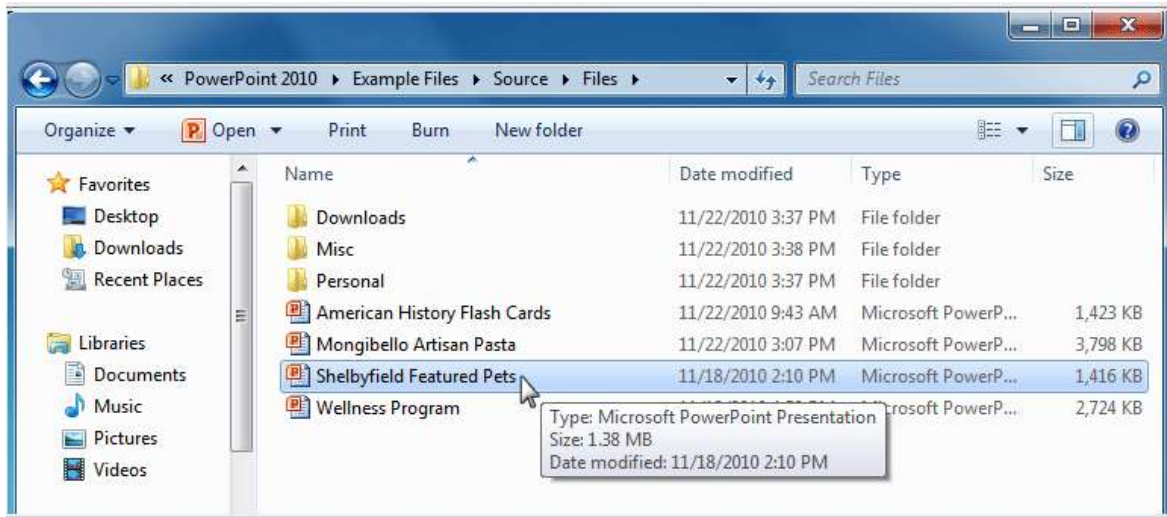 « PowerPoint 2010 ▸ Example Files ▸ Source ▸ Files ▸ Search Files
Organize Open Print Burn New folder
Name Date modified Type Size
Favorites
Desktop
Downloads
Recent Places
Libraries
Documents
Music
Pictures
Videos
Downloads 11/22/2010 3:37 PM File folder
Misc 11/22/2010 3:38 PM File folder
Personal 11/22/2010 3:37 PM File folder
American History Flash Cards 11/22/2010 9:43 AM Microsoft PowerP... 1,423 KB
Mongibello Artisan Pasta 11/22/2010 3:07 PM Microsoft PowerP... 3,798 KB
Shelbyfield Featured Pets 11/18/2010 2:10 PM Microsoft PowerP... 1,416 KB
Wellness Program crosoft PowerP... 2,724 KB
Type: Microsoft PowerPoint Presentation
Size: 1.38 MB
Date modified: 11/18/2010 2:10 PM